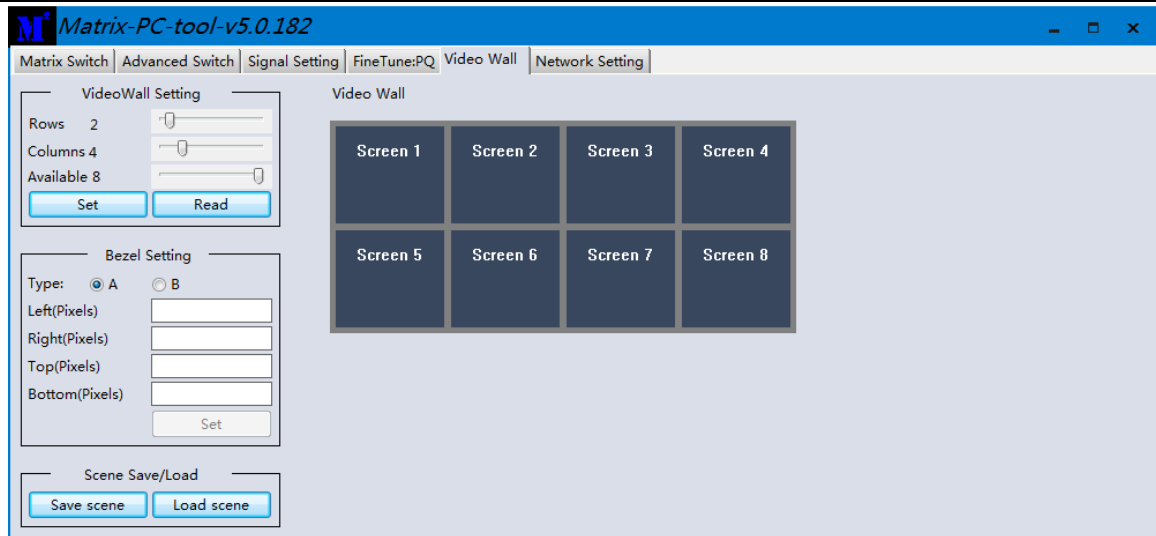 Matrix-PC-tool-v5.0.182
Matrix Switch Advanced Switch Signal Setting FineTune:PQ Video Wall Network Setting
VideoWall Setting
Rows 2
Columns 4
Available 8
Set Read
Bezel Setting
Type: A B
Left(Pixels)
Right(Pixels)
Top(Pixels)
Bottom(Pixels)
Set
Scene Save/Load
Save scene Load scene
Video Wall
Screen 1 Screen 2 Screen 3 Screen 4
Screen 5 Screen 6 Screen 7 Screen 8